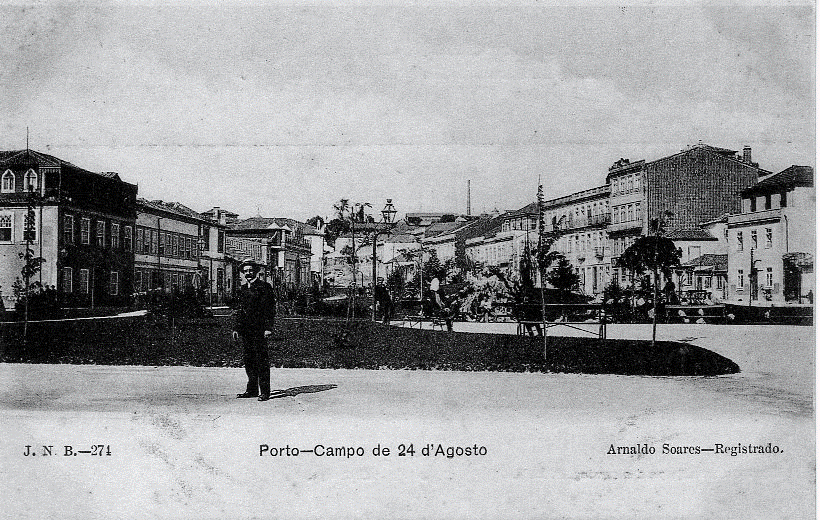 J. N. B.—274 Porto—Campo de 24 d'Agosto Arnaldo Soares—Registrado.